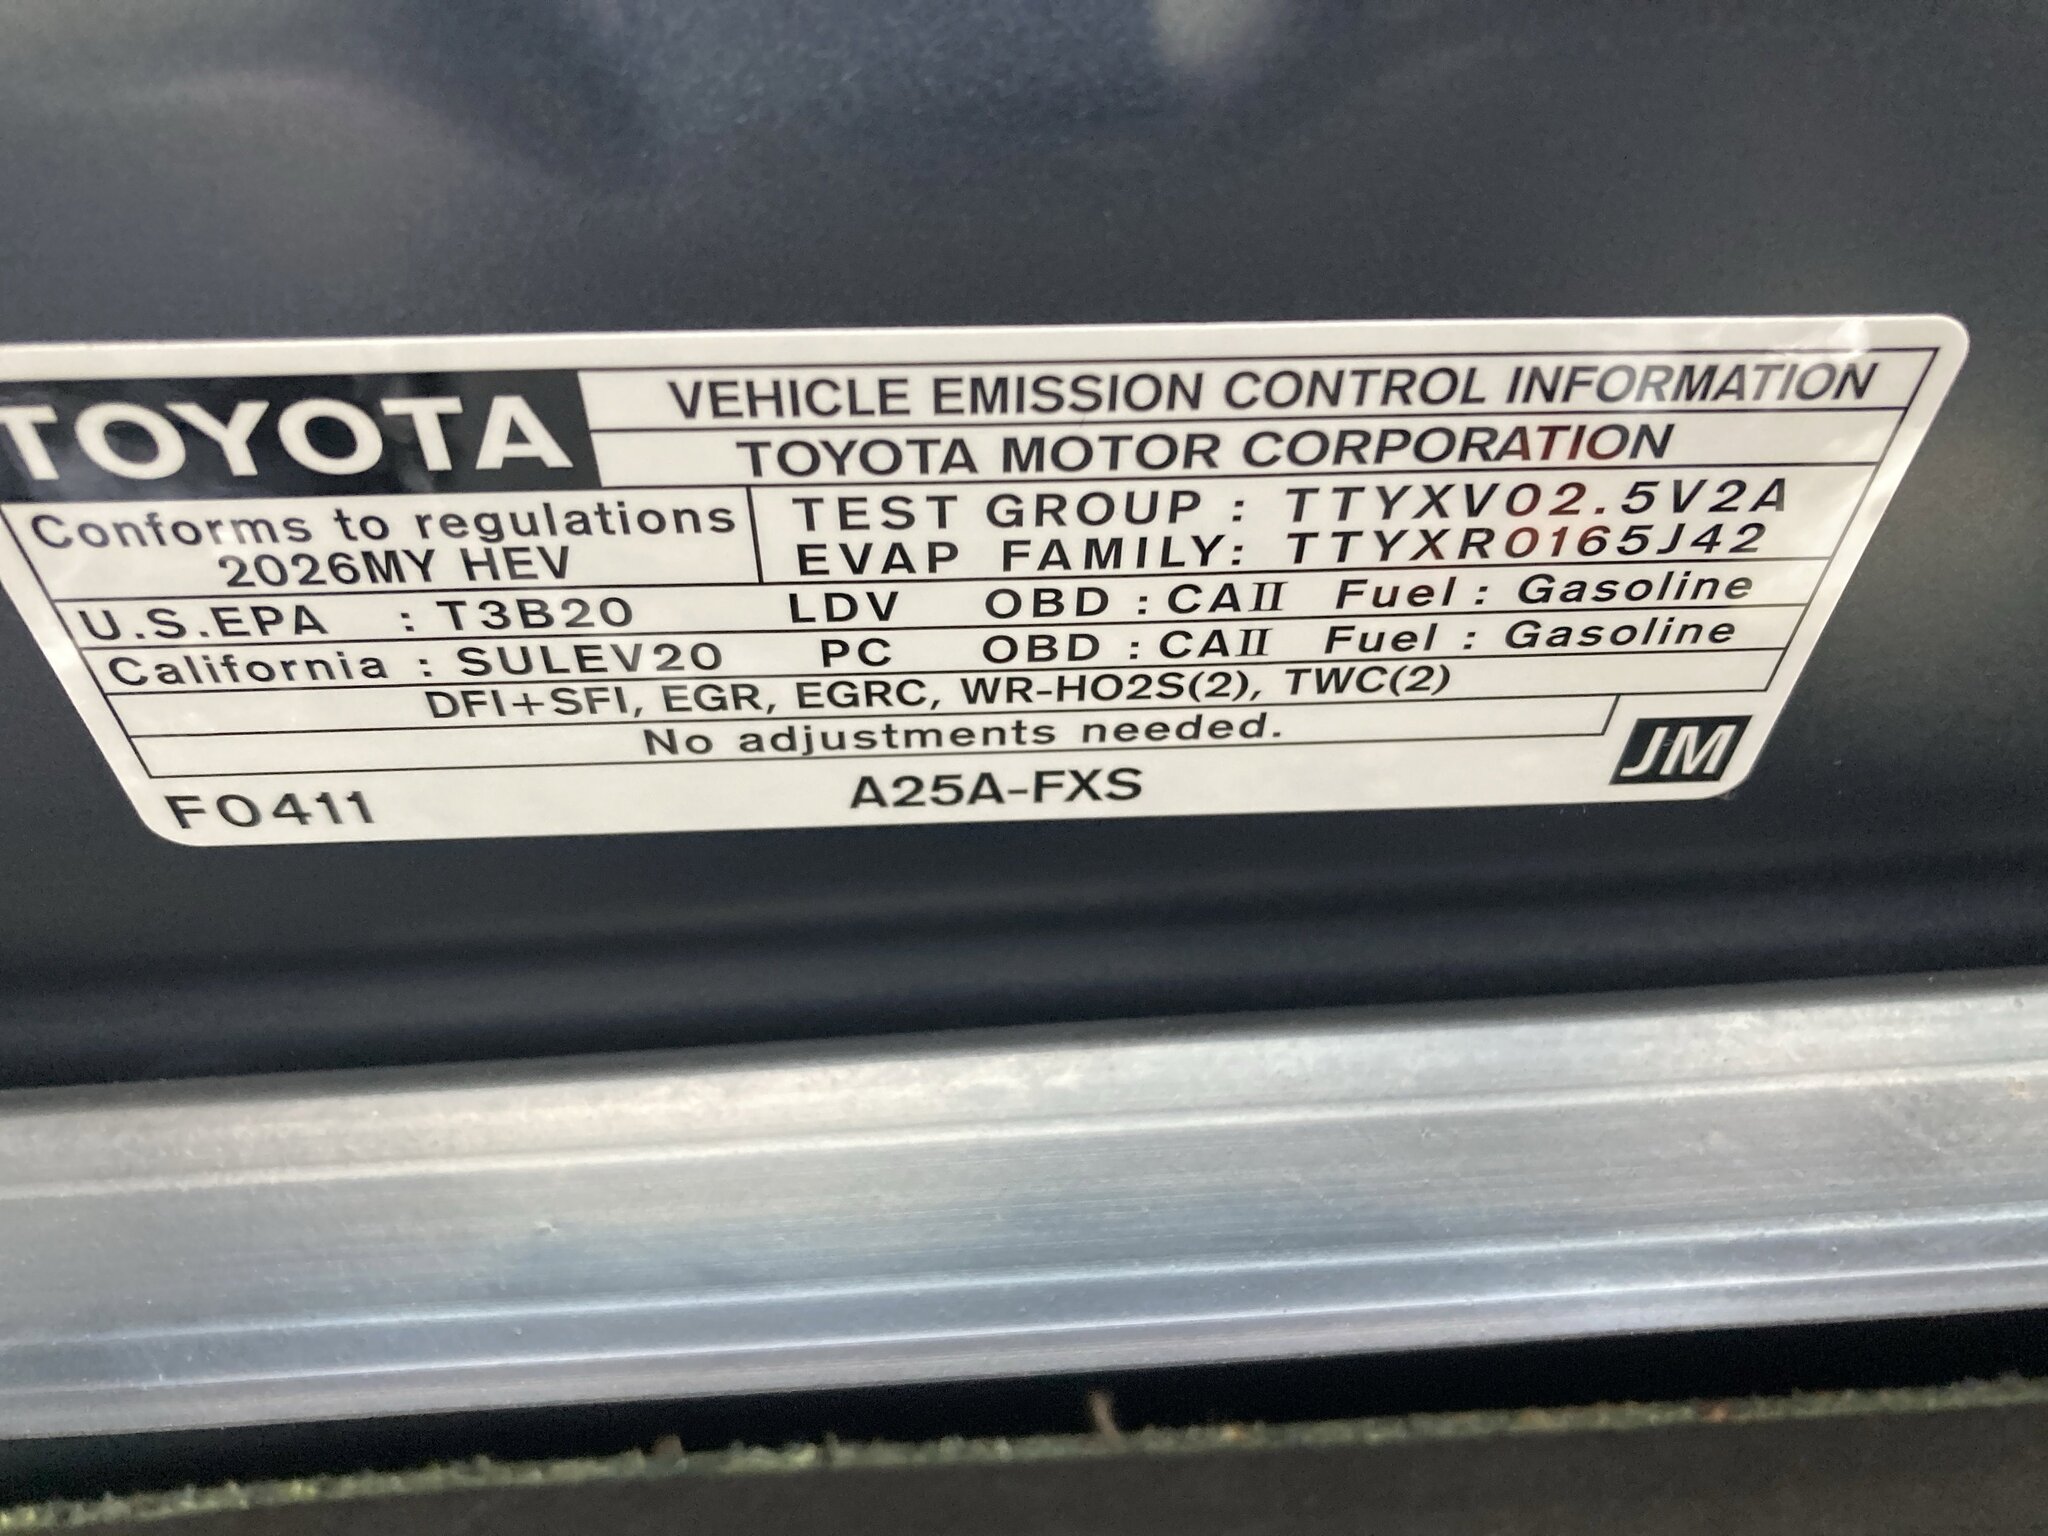 TOYOTA
VEHICLE EMISSION CONTROL INFORMATION
TOYOTA MOTOR CORPORATION
Conforms to regulations
2026MY HEV
TEST GROUP : TTYXV02.5V2A
EVAP FAMILY: TTYXR0165J42
U.S.EPA : T3B20 LDV OBD : CAII Fuel : Gasoline
California : SULEV20 PC OBD : CAII Fuel : Gasoline
DFI+SFI, EGR, EGRC, WR-HO2S(2), TWC(2)
No adjustments needed.
F0411
A25A-FXS
JM